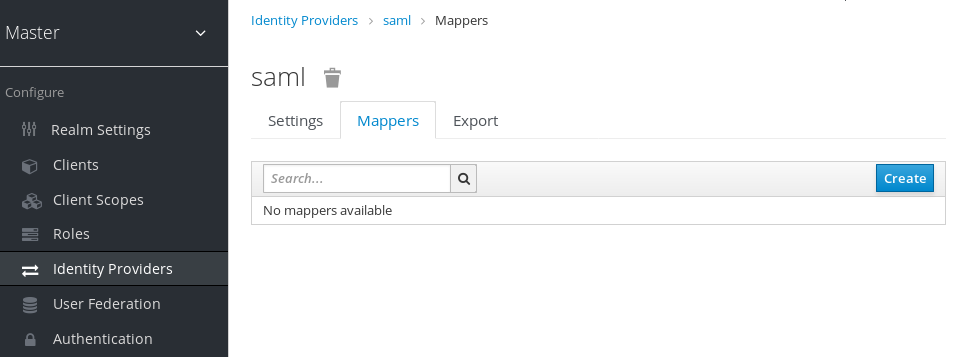 Master
Configure
Realm Settings
Clients
Client Scopes
Roles
Identity Providers
User Federation
Authentication
Identity Providers > saml > Mappers
saml
Settings Mappers Export
Search... Create
No mappers available